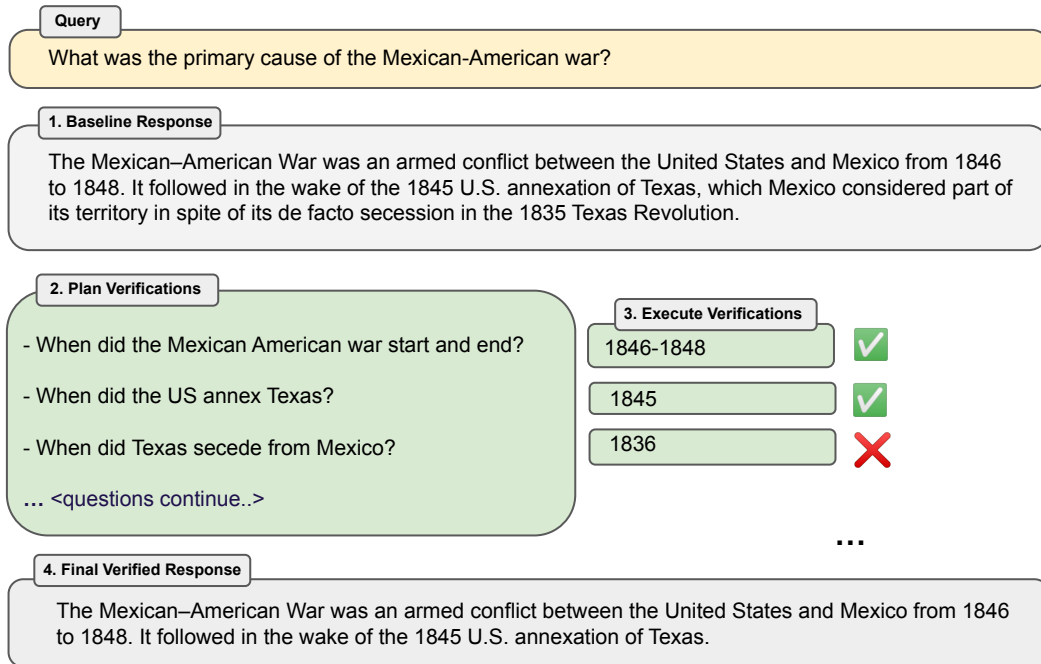 Query
What was the primary cause of the Mexican-American war?
1. Baseline Response
The Mexican–American War was an armed conflict between the United States and Mexico from 1846
to 1848. It followed in the wake of the 1845 U.S. annexation of Texas, which Mexico considered part of
its territory in spite of its de facto secession in the 1835 Texas Revolution.
2. Plan Verifications
- When did the Mexican American war start and end?
- When did the US annex Texas?
- When did Texas secede from Mexico?
... <questions continue..>
3. Execute Verifications
1846-1848
1845
1836
...
4. Final Verified Response
The Mexican–American War was an armed conflict between the United States and Mexico from 1846
to 1848. It followed in the wake of the 1845 U.S. annexation of Texas.